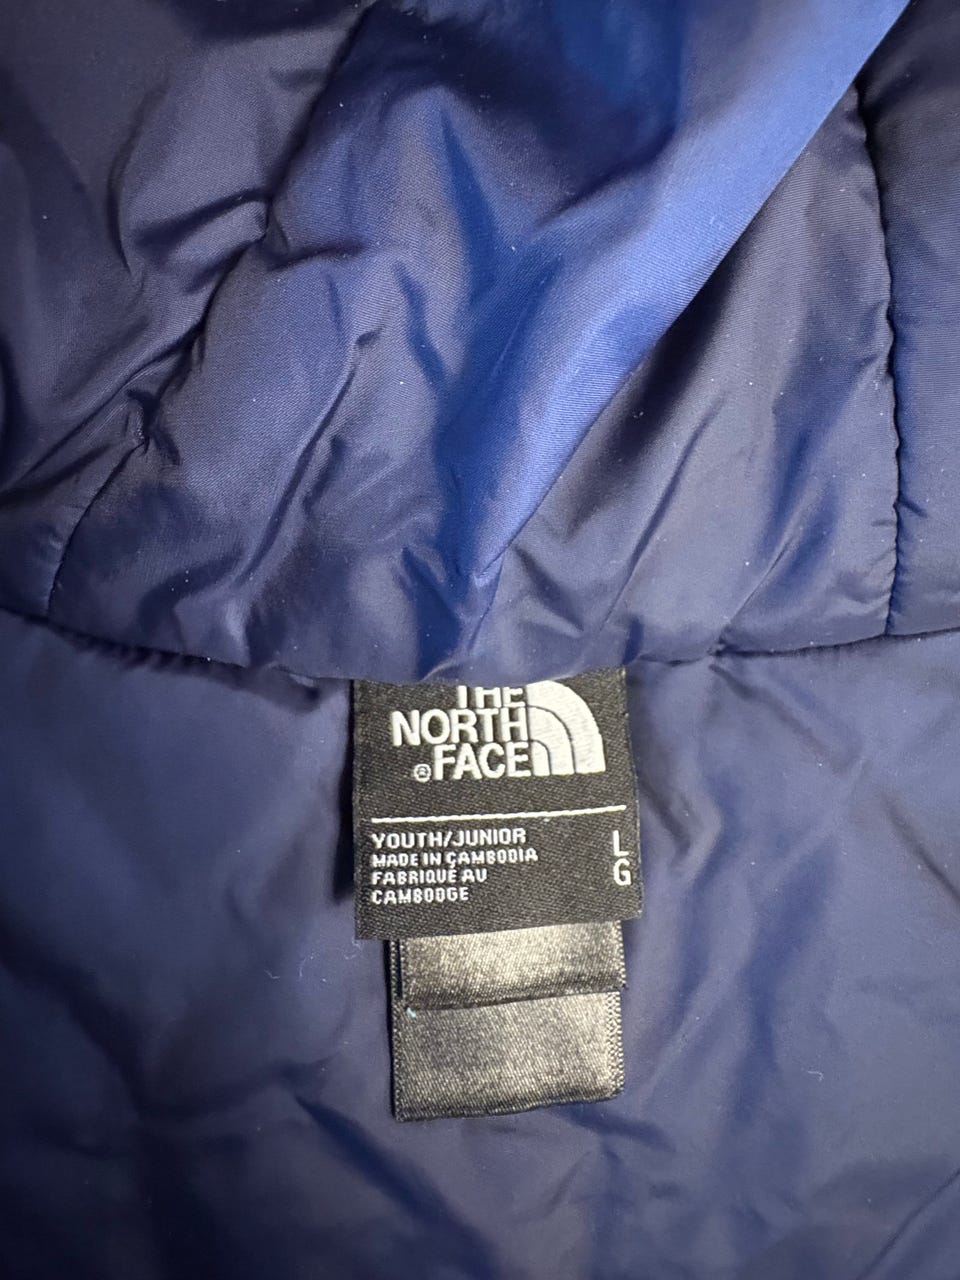 THE
NORTH
®FACE
YOUTH/JUNIOR
MADE IN CAMBODIA
FABRIQUÉ AU
CAMBODGE
L
G